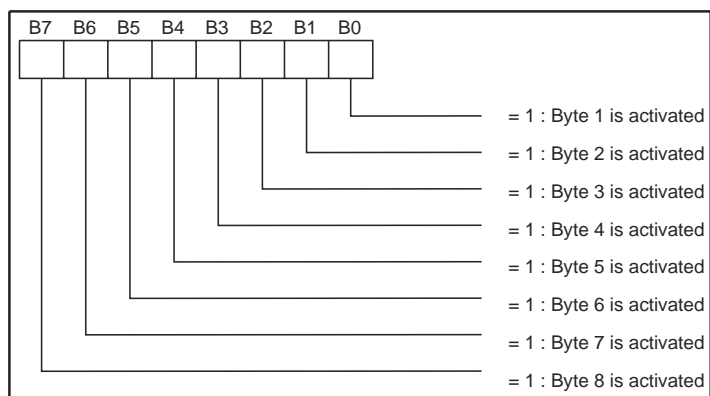 B7 B6 B5 B4 B3 B2 B1 B0
= 1 : Byte 1 is activated
= 1 : Byte 2 is activated
= 1 : Byte 3 is activated
= 1 : Byte 4 is activated
= 1 : Byte 5 is activated
= 1 : Byte 6 is activated
= 1 : Byte 7 is activated
= 1 : Byte 8 is activated